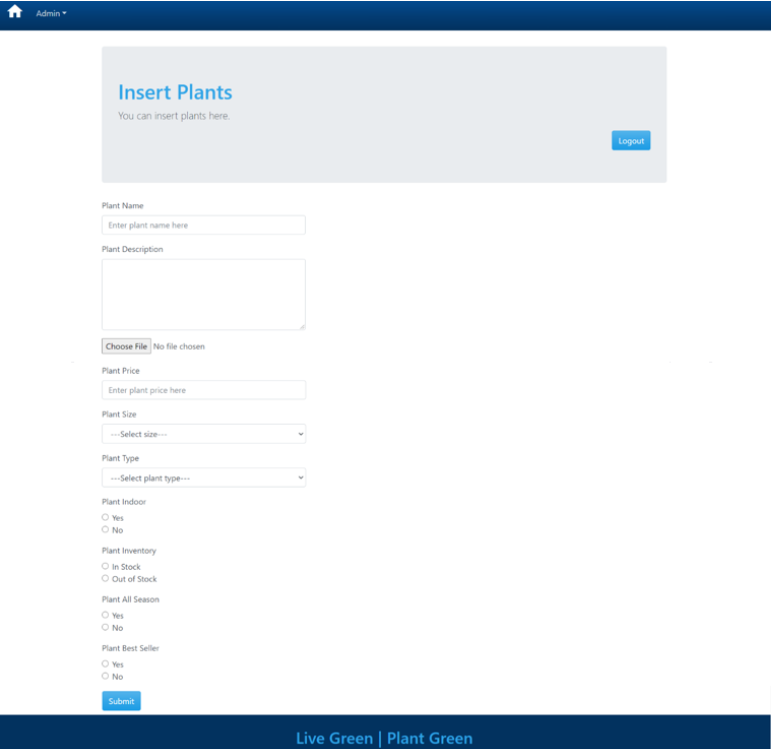 Admin
Insert Plants
You can insert plants here.
Logout
Plant Name
Enter plant name here
Plant Description
Choose File No file chosen
Plant Price
Enter plant price here
Plant Size
---Select size---
Plant Type
---Select plant type---
Plant Indoor
Yes
No
Plant Inventory
In Stock
Out of Stock
Plant All Season
Yes
No
Plant Best Seller
Yes
No
Submit
Live Green | Plant Green